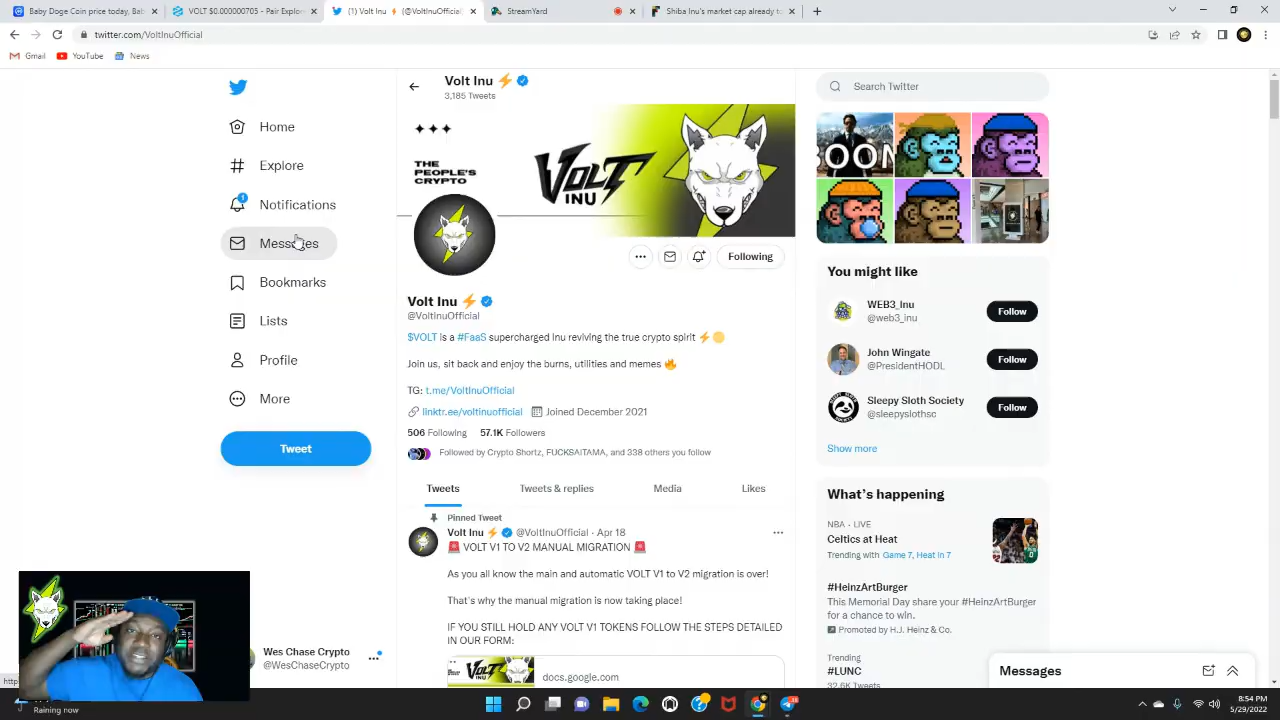 Baby Doge Coin price today, Bab
VOLT $0.000000705 - Pair Explore
(1) Volt Inu ⚡ (@VoltInuOfficial)
StreamYard
Shiba Inu's market cap already to
twitter.com/VoltInuOfficial
Gmail
YouTube
News
Home
Explore
1
Notifications
Messages
Bookmarks
Lists
Profile
More
Tweet
Wes Chase Crypto
@WesChaseCrypto
Volt Inu ⚡
3,185 Tweets
THE
PEOPLE'S
CRYPTO
VOLT
INU
Following
Volt Inu ⚡
@VoltInuOfficial
$VOLT is a #FaaS supercharged Inu reviving the true crypto spirit ⚡🟡
Join us, sit back and enjoy the burns, utilities and memes 🔥
TG: t.me/VoltInuOfficial
linktr.ee/voltinuofficial Joined December 2021
506 Following 57.1K Followers
Followed by Crypto Shortz, FUCKSAITAMA, and 338 others you follow
Tweets
Tweets & replies
Media
Likes
Pinned Tweet
Volt Inu ⚡ @VoltInuOfficial · Apr 18
🚨 VOLT V1 TO V2 MANUAL MIGRATION 🚨
As you all know the main and automatic VOLT V1 to V2 migration is over!
That's why the manual migration is now taking place!
IF YOU STILL HOLD ANY VOLT V1 TOKENS FOLLOW THE STEPS DETAILED
IN OUR FORM:
VOLT
docs.google.com
Search Twitter
OON
You might like
WEB3_Inu
@web3_inu
Follow
John Wingate
@PresidentHODL
Follow
Sleepy Sloth Society
@sleepyslothsc
Follow
Show more
What's happening
NBA · LIVE
Celtics at Heat
Trending with Game 7, Heat in 7
#HeinzArtBurger
This Memorial Day share your #HeinzArtBurger
for a chance to win.
Promoted by H.J. Heinz & Co.
Trending
#LUNC
32.6K Tweets
Messages
Raining now
8:54 PM
5/29/2022